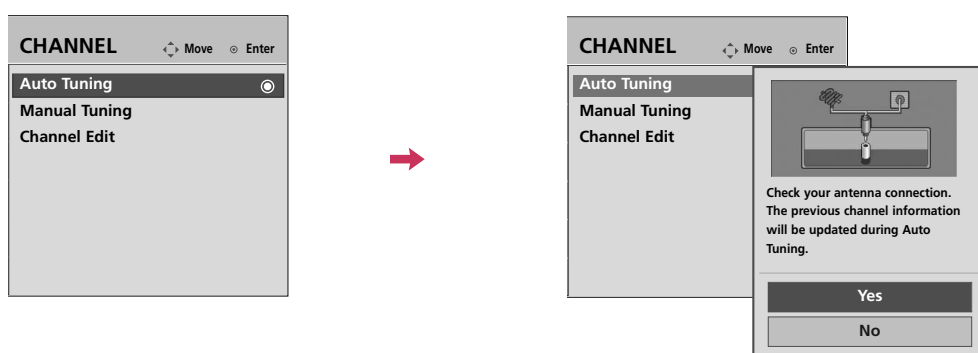 CHANNEL Move Enter
Auto Tuning
Manual Tuning
Channel Edit
CHANNEL Move Enter
Auto Tuning
Manual Tuning
Channel Edit
Check your antenna connection.
The previous channel information
will be updated during Auto
Tuning.
Yes
No